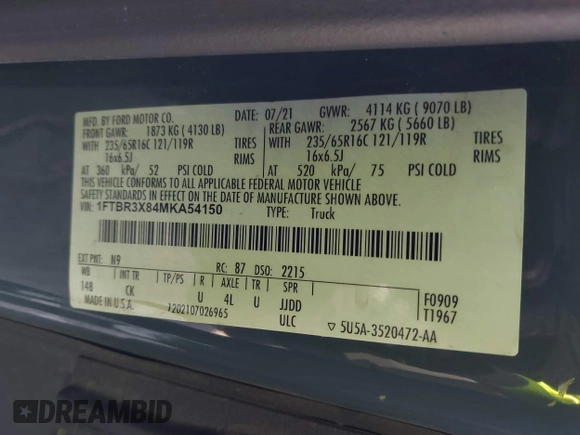 MFD. BY FORD MOTOR CO.
DATE: 07/21 GVWR: 4114 KG ( 9070 LB)
FRONT GAWR: 1873 KG ( 4130 LB)
REAR GAWR: 2567 KG ( 5660 LB)
WITH 235/65R16C 121/119R TIRES
WITH 235/65R16C 121/119R TIRES
16x6.5J RIMS
16x6.5J RIMS
AT 360 kPa/ 52 PSI COLD
AT 520 kPa/ 75 PSI COLD
THIS VEHICLE CONFORMS TO ALL APPLICABLE FEDERAL MOTOR VEHICLE
SAFETY STANDARDS IN EFFECT ON THE DATE OF MANUFACTURE SHOWN ABOVE.
VIN: 1FTBR3X84MKA54150
TYPE: Truck
EXT PNT: N9 RC: 87 DSO: 2215
WB INT TR TP/PS R AXLE TR SPR
148 CK U 4L U JJDD
ULC
F0909
T1967
MADE IN U.S.A. 1202107026965
▽ 5U5A-3520472-AA
DREAMBID